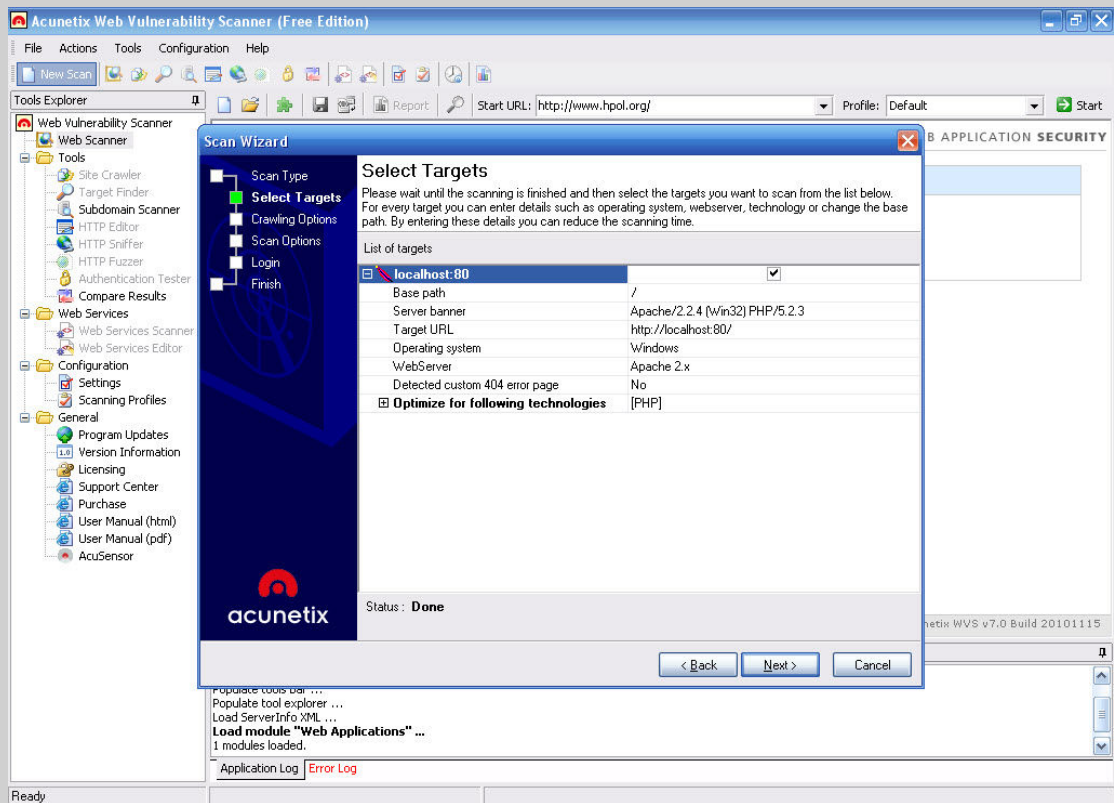 Acunetix Web Vulnerability Scanner (Free Edition)
File Actions Tools Configuration Help
New Scan
Tools Explorer
Report Start URL: http://www.hpol.org/ Profile: Default Start
Web Vulnerability Scanner
Web Scanner
Tools
Site Crawler
Target Finder
Subdomain Scanner
HTTP Editor
HTTP Sniffer
HTTP Fuzzer
Authentication Tester
Compare Results
Web Services
Web Services Scanner
Web Services Editor
Configuration
Settings
Scanning Profiles
General
Program Updates
1.0 Version Information
Licensing
Support Center
Purchase
User Manual (html)
User Manual (pdf)
AcuSensor
B APPLICATION SECURITY
Scan Wizard
Scan Type
Select Targets
Crawling Options
Scan Options
Login
Finish
acunetix
Select Targets
Please wait until the scanning is finished and then select the targets you want to scan from the list below.
For every target you can enter details such as operating system, webserver, technology or change the base
path. By entering these details you can reduce the scanning time.
List of targets
localhost:80
Base path /
Server banner Apache/2.2.4 (Win32) PHP/5.2.3
Target URL http://localhost:80/
Operating system Windows
WebServer Apache 2.x
Detected custom 404 error page No
Optimize for following technologies [PHP]
Status : Done
< Back Next > Cancel
netix WVS v7.0 Build 20101115
Populate tools bar ...
Populate tool explorer ...
Load ServerInfo XML ...
Load module "Web Applications" ...
1 modules loaded.
Application Log Error Log
Ready